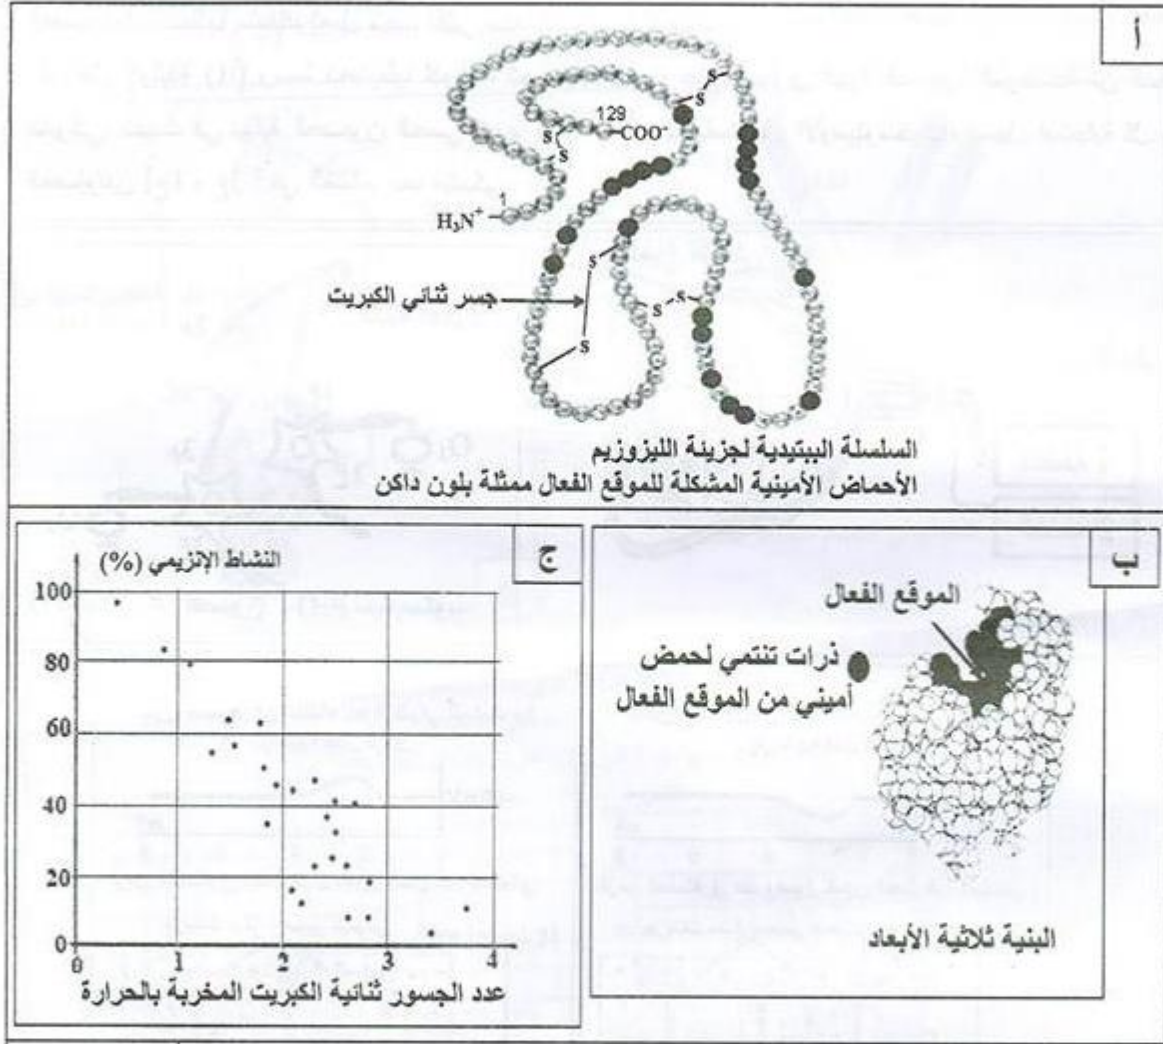 أ
129
COO⁻
H₃N⁺
1
S
S
S
S
S
S
S
S
جسر ثنائي الكبريت
السلسلة الببتيدية لجزيئة الليزوزيم
الأحماض الأمينية المشكلة للموقع الفعال ممثلة بلون داكن
ب
الموقع الفعال
ذرات تنتمي لحمض
أميني من الموقع الفعال
البنية ثلاثية الأبعاد
ج
النشاط الإنزيمي (%)
100
80
60
40
20
0
0 1 2 3 4
عدد الجسور ثنائية الكبريت المخربة بالحرارة